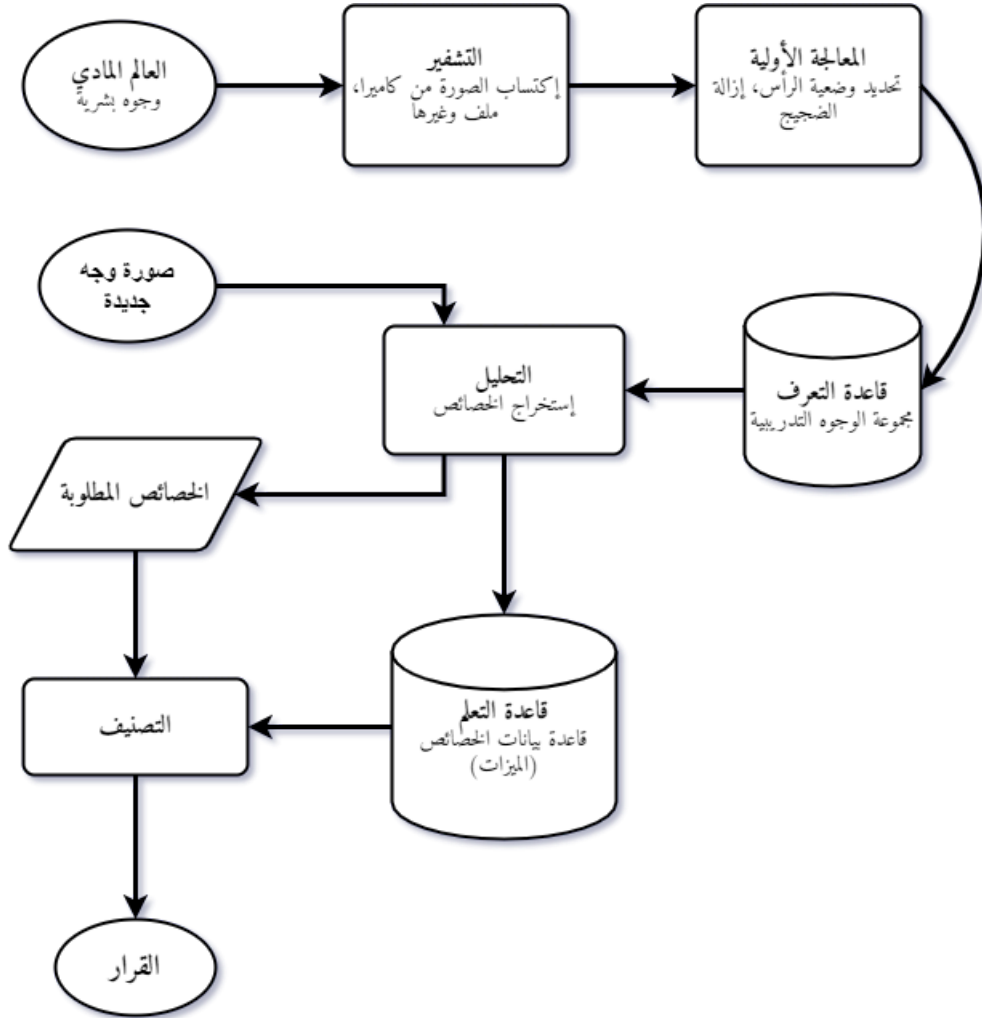 العالم المادي
وجوه بشرية
التشفير
إكتساب الصورة من كاميرا،
ملف وغيرها
المعالجة الأولية
تحديد وضعية الرأس، إزالة
الضجيج
صورة وجه
جديدة
التحليل
إستخراج الخصائص
قاعدة التعرف
مجموعة الوجوه التدريبية
الخصائص المطلوبة
قاعدة التعلم
قاعدة بيانات الخصائص
(الميزات)
التصنيف
القرار